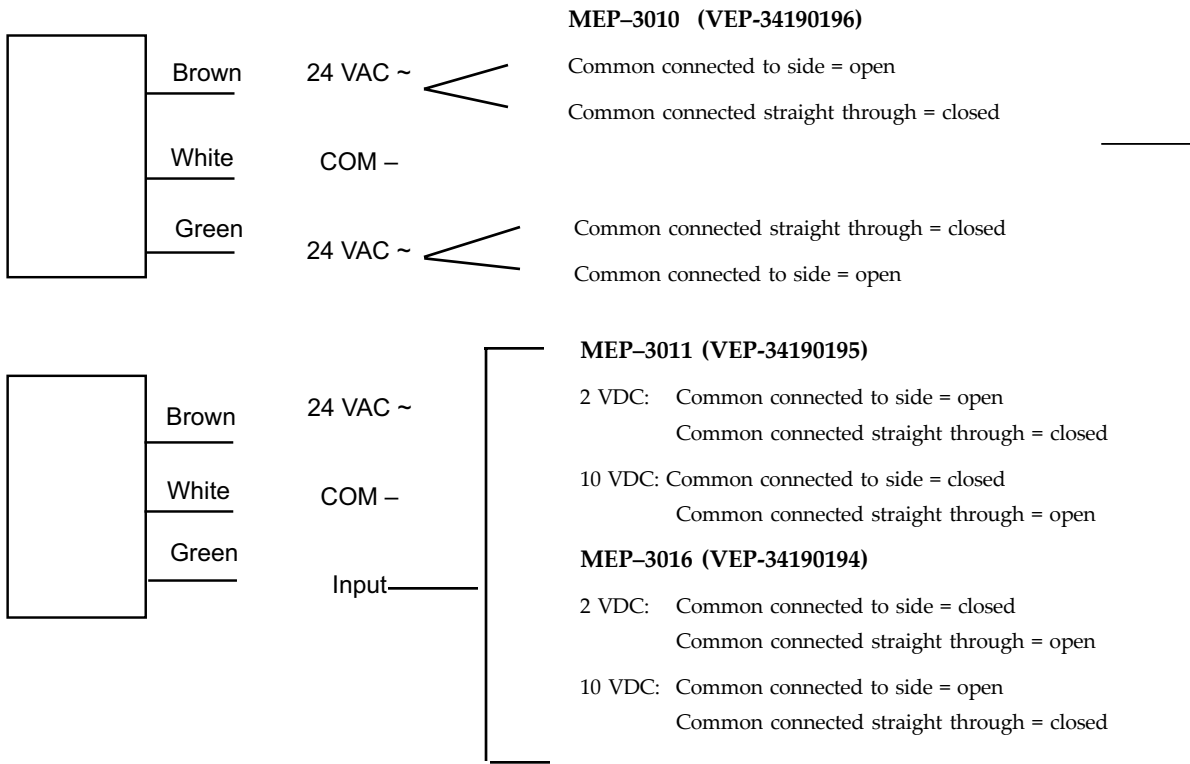 MEP–3010 (VEP-34190196)
Brown
24 VAC ~
Common connected to side = open
Common connected straight through = closed
White
COM –
Green
24 VAC ~
Common connected straight through = closed
Common connected to side = open
MEP–3011 (VEP-34190195)
Brown
24 VAC ~
2 VDC: Common connected to side = open
Common connected straight through = closed
White
COM –
10 VDC: Common connected to side = closed
Common connected straight through = open
Green
Input
MEP–3016 (VEP-34190194)
2 VDC: Common connected to side = closed
Common connected straight through = open
10 VDC: Common connected to side = open
Common connected straight through = closed